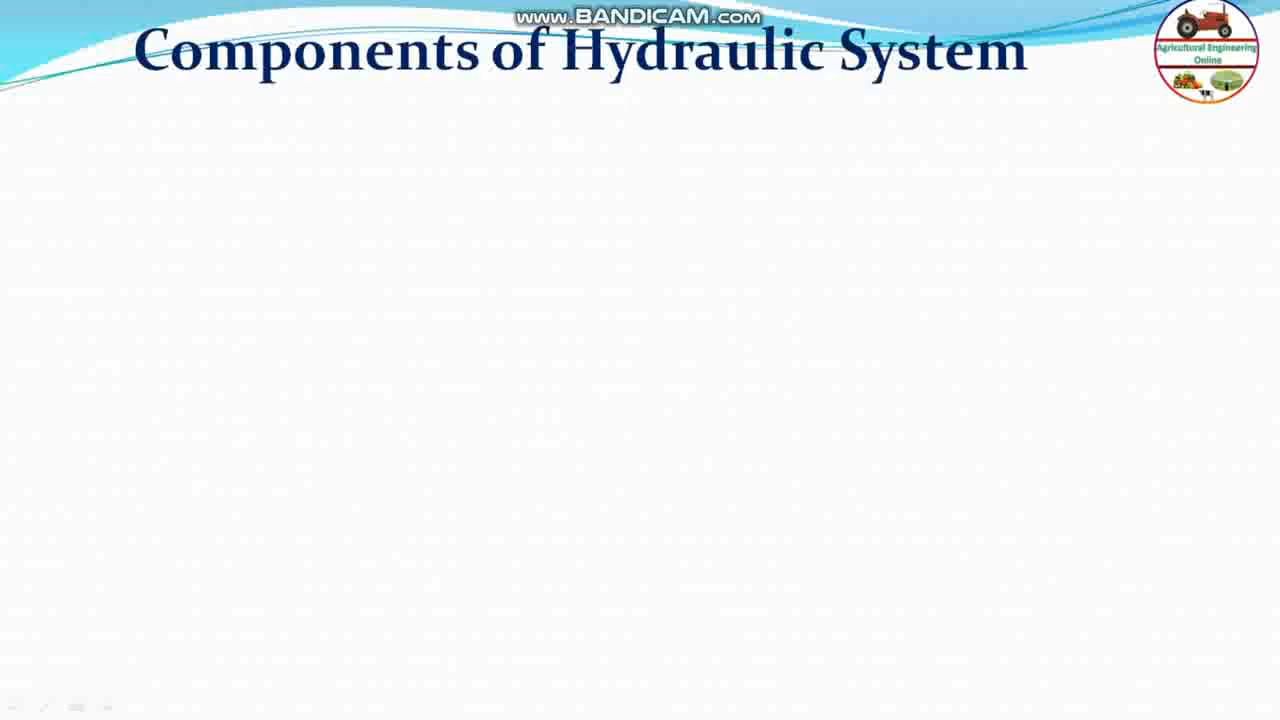 www.BANDICAM.com
Components of Hydraulic System
Agricultural Engineering
Online